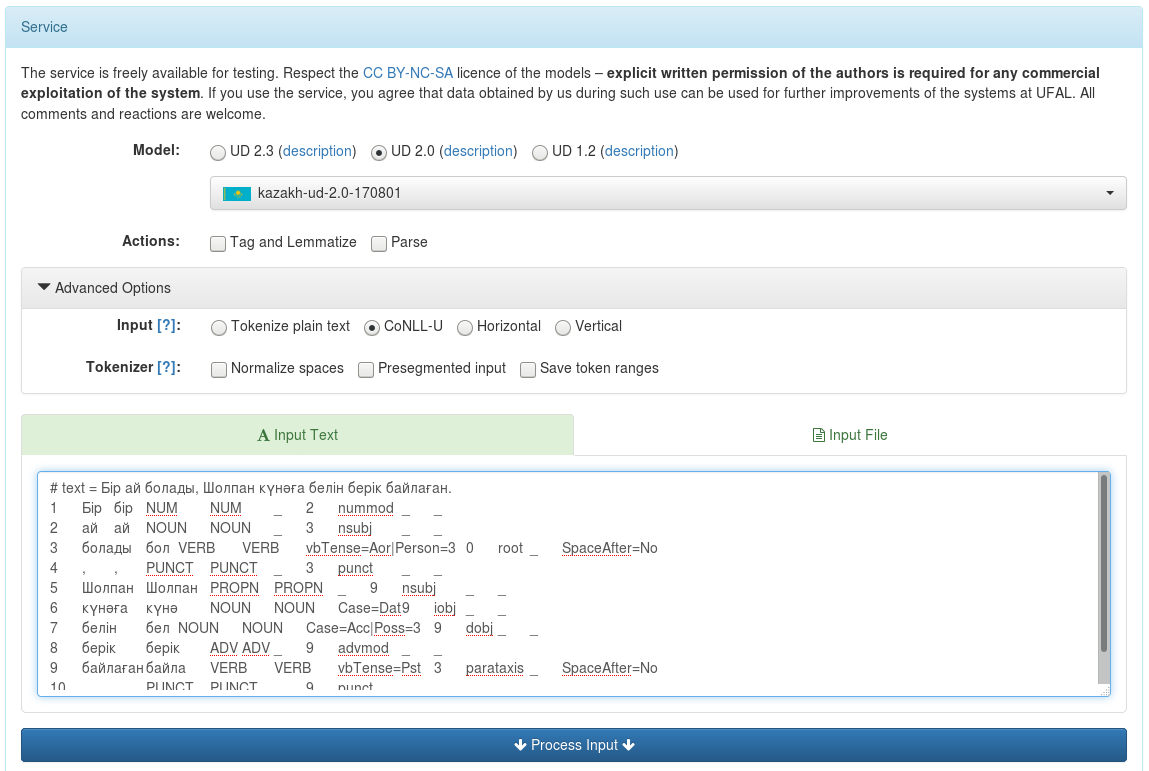 Service
The service is freely available for testing. Respect the CC BY-NC-SA licence of the models – explicit written permission of the authors is required for any commercial
exploitation of the system. If you use the service, you agree that data obtained by us during such use can be used for further improvements of the systems at UFAL. All
comments and reactions are welcome.
Model: UD 2.3 (description) UD 2.0 (description) UD 1.2 (description)
kazakh-ud-2.0-170801
Actions: Tag and Lemmatize Parse
Advanced Options
Input [?]: Tokenize plain text CoNLL-U Horizontal Vertical
Tokenizer [?]: Normalize spaces Presegmented input Save token ranges
Input Text Input File
# text = Бір ай болады, Шолпан күнәға белін берік байлаған.
1 Бір бір NUM NUM _ 2 nummod _ _
2 ай ай NOUN NOUN _ 3 nsubj _ _
3 болады бол VERB VERB vbTense=Aor|Person=3 0 root _ SpaceAfter=No
4 , , PUNCT PUNCT _ 3 punct _ _
5 Шолпан Шолпан PROPN PROPN _ 9 nsubj _ _
6 күнәға күнә NOUN NOUN Case=Dat 9 iobj _ _
7 белін бел NOUN NOUN Case=Acc|Poss=3 9 dobj _ _
8 берік берік ADV ADV _ 9 advmod _ _
9 байлаған байла VERB VERB vbTense=Pst 3 parataxis _ SpaceAfter=No
10 PUNCT PUNCT 9 punct
Process Input